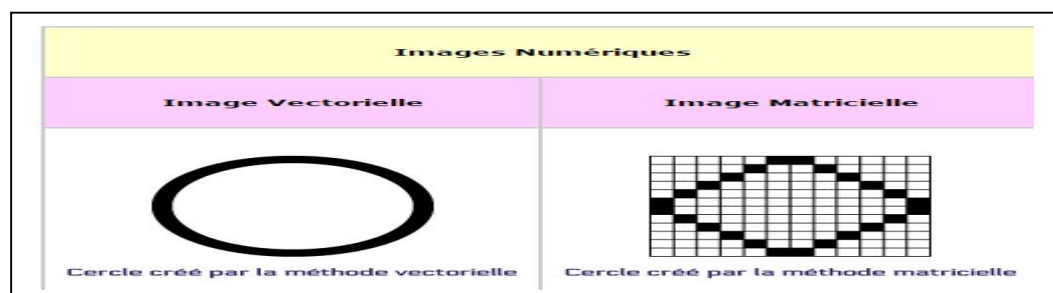 Images Numériques
Image Vectorielle
Image Matricielle
Cercle créé par la méthode vectorielle
Cercle créé par la méthode matricielle